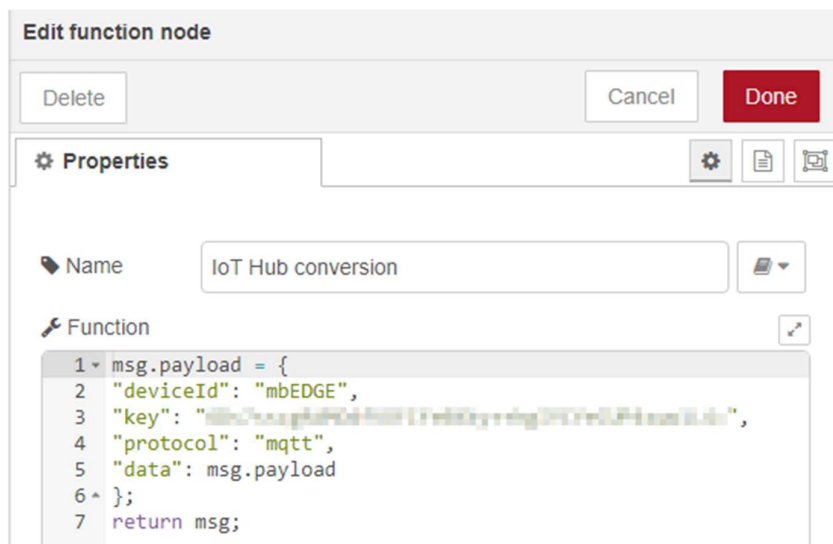 Edit function node
Delete
Cancel
Done
Properties
Name
IoT Hub conversion
Function
1 msg.payload = {
2 "deviceId": "mbEDGE",
3 "key": "",
4 "protocol": "mqtt",
5 "data": msg.payload
6 };
7 return msg;